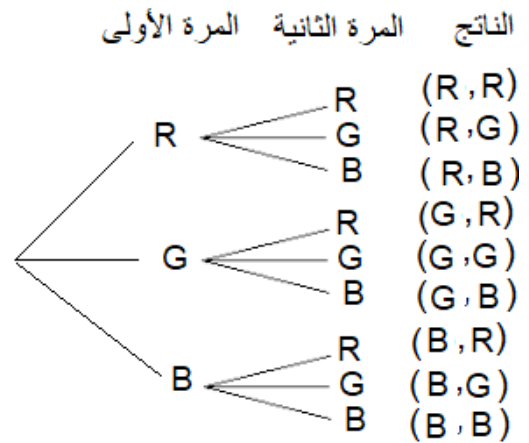 المرة الأولى المرة الثانية الناتج
R (R,R)
R G (R,G)
B (R,B)
R (G,R)
G G (G,G)
B (G,B)
R (B,R)
B G (B,G)
B (B,B)